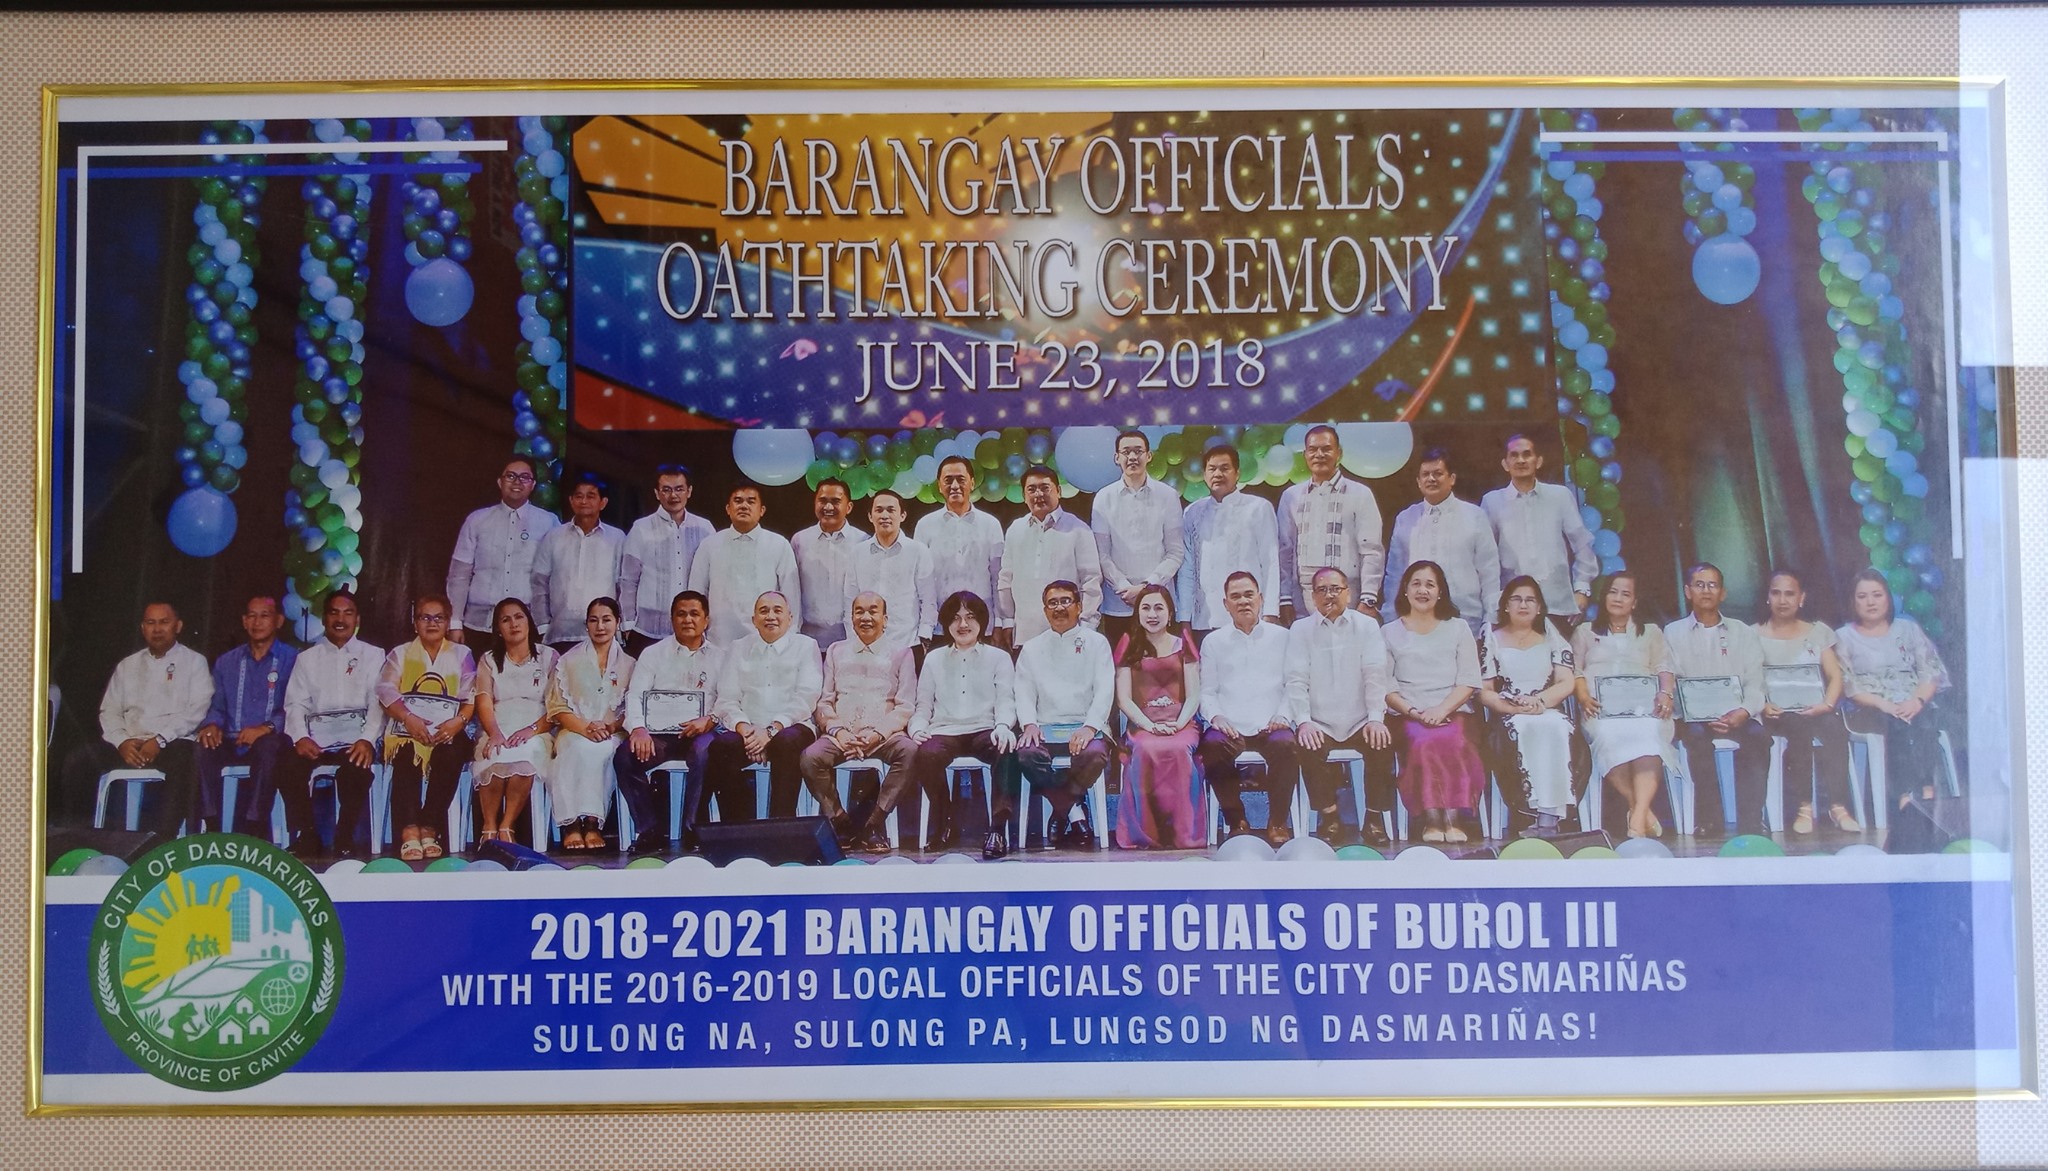 BARANGAY OFFICIALS
OATHTAKING CEREMONY
JUNE 23, 2018
CITY OF DASMARIÑAS
PROVINCE OF CAVITE
2018-2021 BARANGAY OFFICIALS OF BUROL III
WITH THE 2016-2019 LOCAL OFFICIALS OF THE CITY OF DASMARIÑAS
SULONG NA, SULONG PA, LUNGSOD NG DASMARIÑAS!